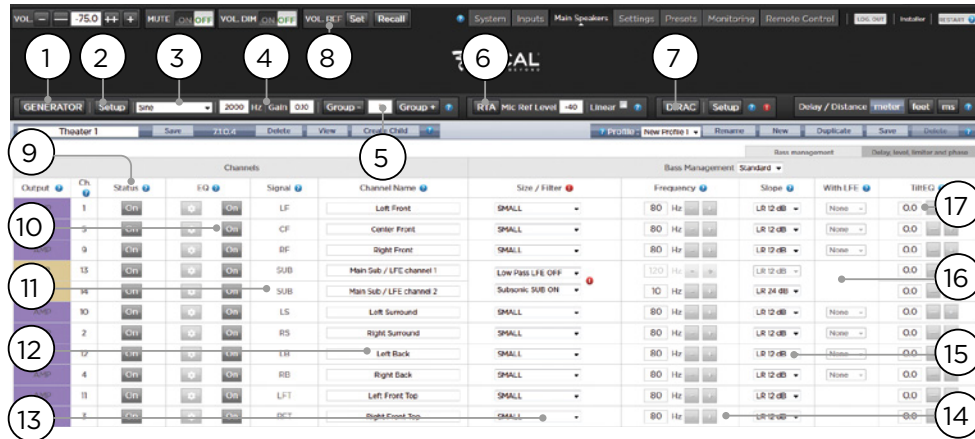 VOL. − — -75.0 ++ + MUTE ON OFF VOL. DIM ON OFF VOL. REF Set Recall System Inputs Main Speakers Settings Presets Monitoring Remote Control LOG OUT Installer RESTART
1 2 3 4 8 6 7
GENERATOR Setup Sine 2000 Hz Gain 0.10 Group - Group + RTA Mic Ref Level -40 Linear DIRAC Setup Delay / Distance meter feet ms
5
Theater 1 Save 7.1.0.4 Delete View Create Child Profile New Profile 1 Rename New Duplicate Save Delete
9
Bass management Delay, level, limitor and phase
Channels Bass Management Standard
Output Ch. Status EQ Signal Channel Name Size / Filter Frequency Slope With LFE TiltEQ
1 On On LF Left Front SMALL 80 Hz LR 12 dB None 0.0 17
10 5 On On CF Center Front SMALL 80 Hz LR 12 dB None 0.0
9 On On RF Right Front SMALL 80 Hz LR 12 dB None 0.0
13 On On SUB Main Sub / LFE channel 1 Low Pass LFE OFF 120 Hz LR 12 dB 0.0
11 14 On On SUB Main Sub / LFE channel 2 Subsonic SUB ON 10 Hz LR 24 dB 0.0 16
AMP 10 On On LS Left Surround SMALL 80 Hz LR 12 dB None 0.0
2 On On RS Right Surround SMALL 80 Hz LR 12 dB None 0.0
12 12 On On LB Left Back SMALL 80 Hz LR 12 dB None 0.0 15
AMP 4 On On RB Right Back SMALL 80 Hz LR 12 dB None 0.0
AMP 11 On On LFT Left Front Top SMALL 80 Hz LR 12 dB 0.0
13 3 On On RFT Right Front Top SMALL 80 Hz 14 LR 12 dB 0.0